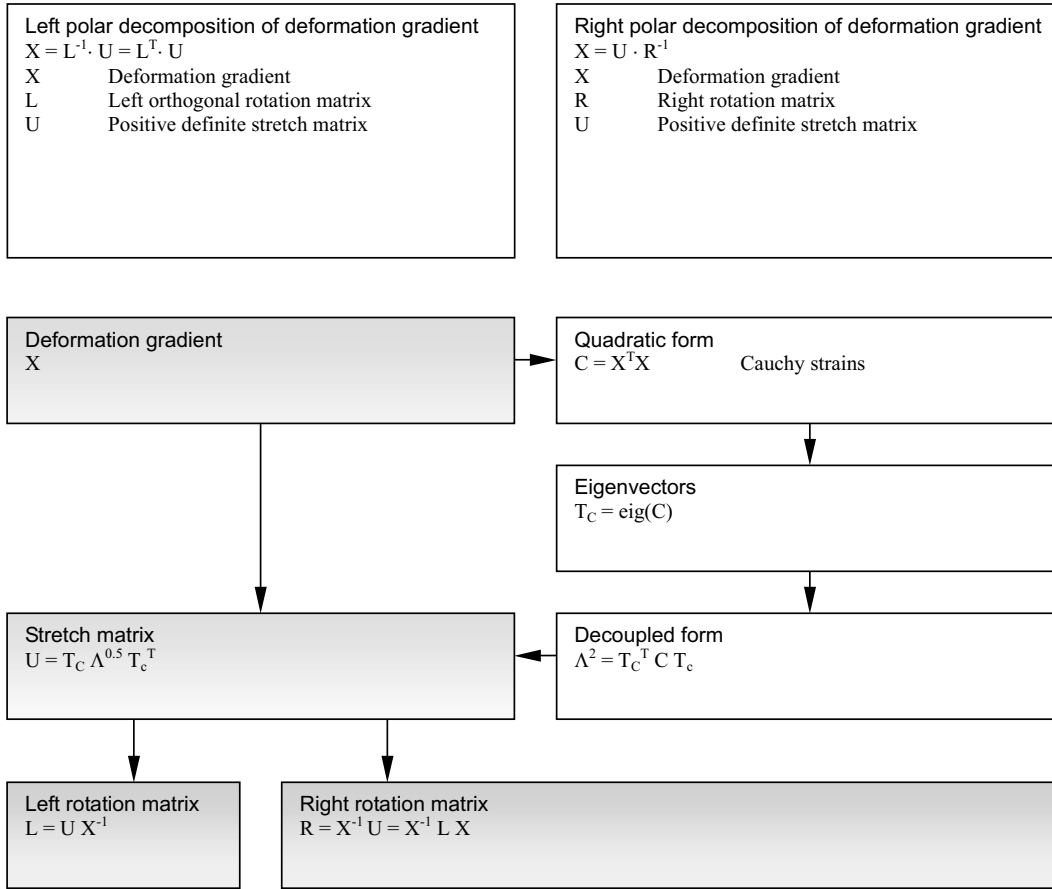 Left polar decomposition of deformation gradient
X = L⁻¹· U = Lᵀ· U
X Deformation gradient
L Left orthogonal rotation matrix
U Positive definite stretch matrix
Right polar decomposition of deformation gradient
X = U · R⁻¹
X Deformation gradient
R Right rotation matrix
U Positive definite stretch matrix
Deformation gradient
X
Quadratic form
C = XᵀX Cauchy strains
Eigenvectors
T_C = eig(C)
Stretch matrix
U = T_C Λ^0.5 T_c^T
Decoupled form
Λ² = T_C^T C T_c
Left rotation matrix
L = U X⁻¹
Right rotation matrix
R = X⁻¹ U = X⁻¹ L X